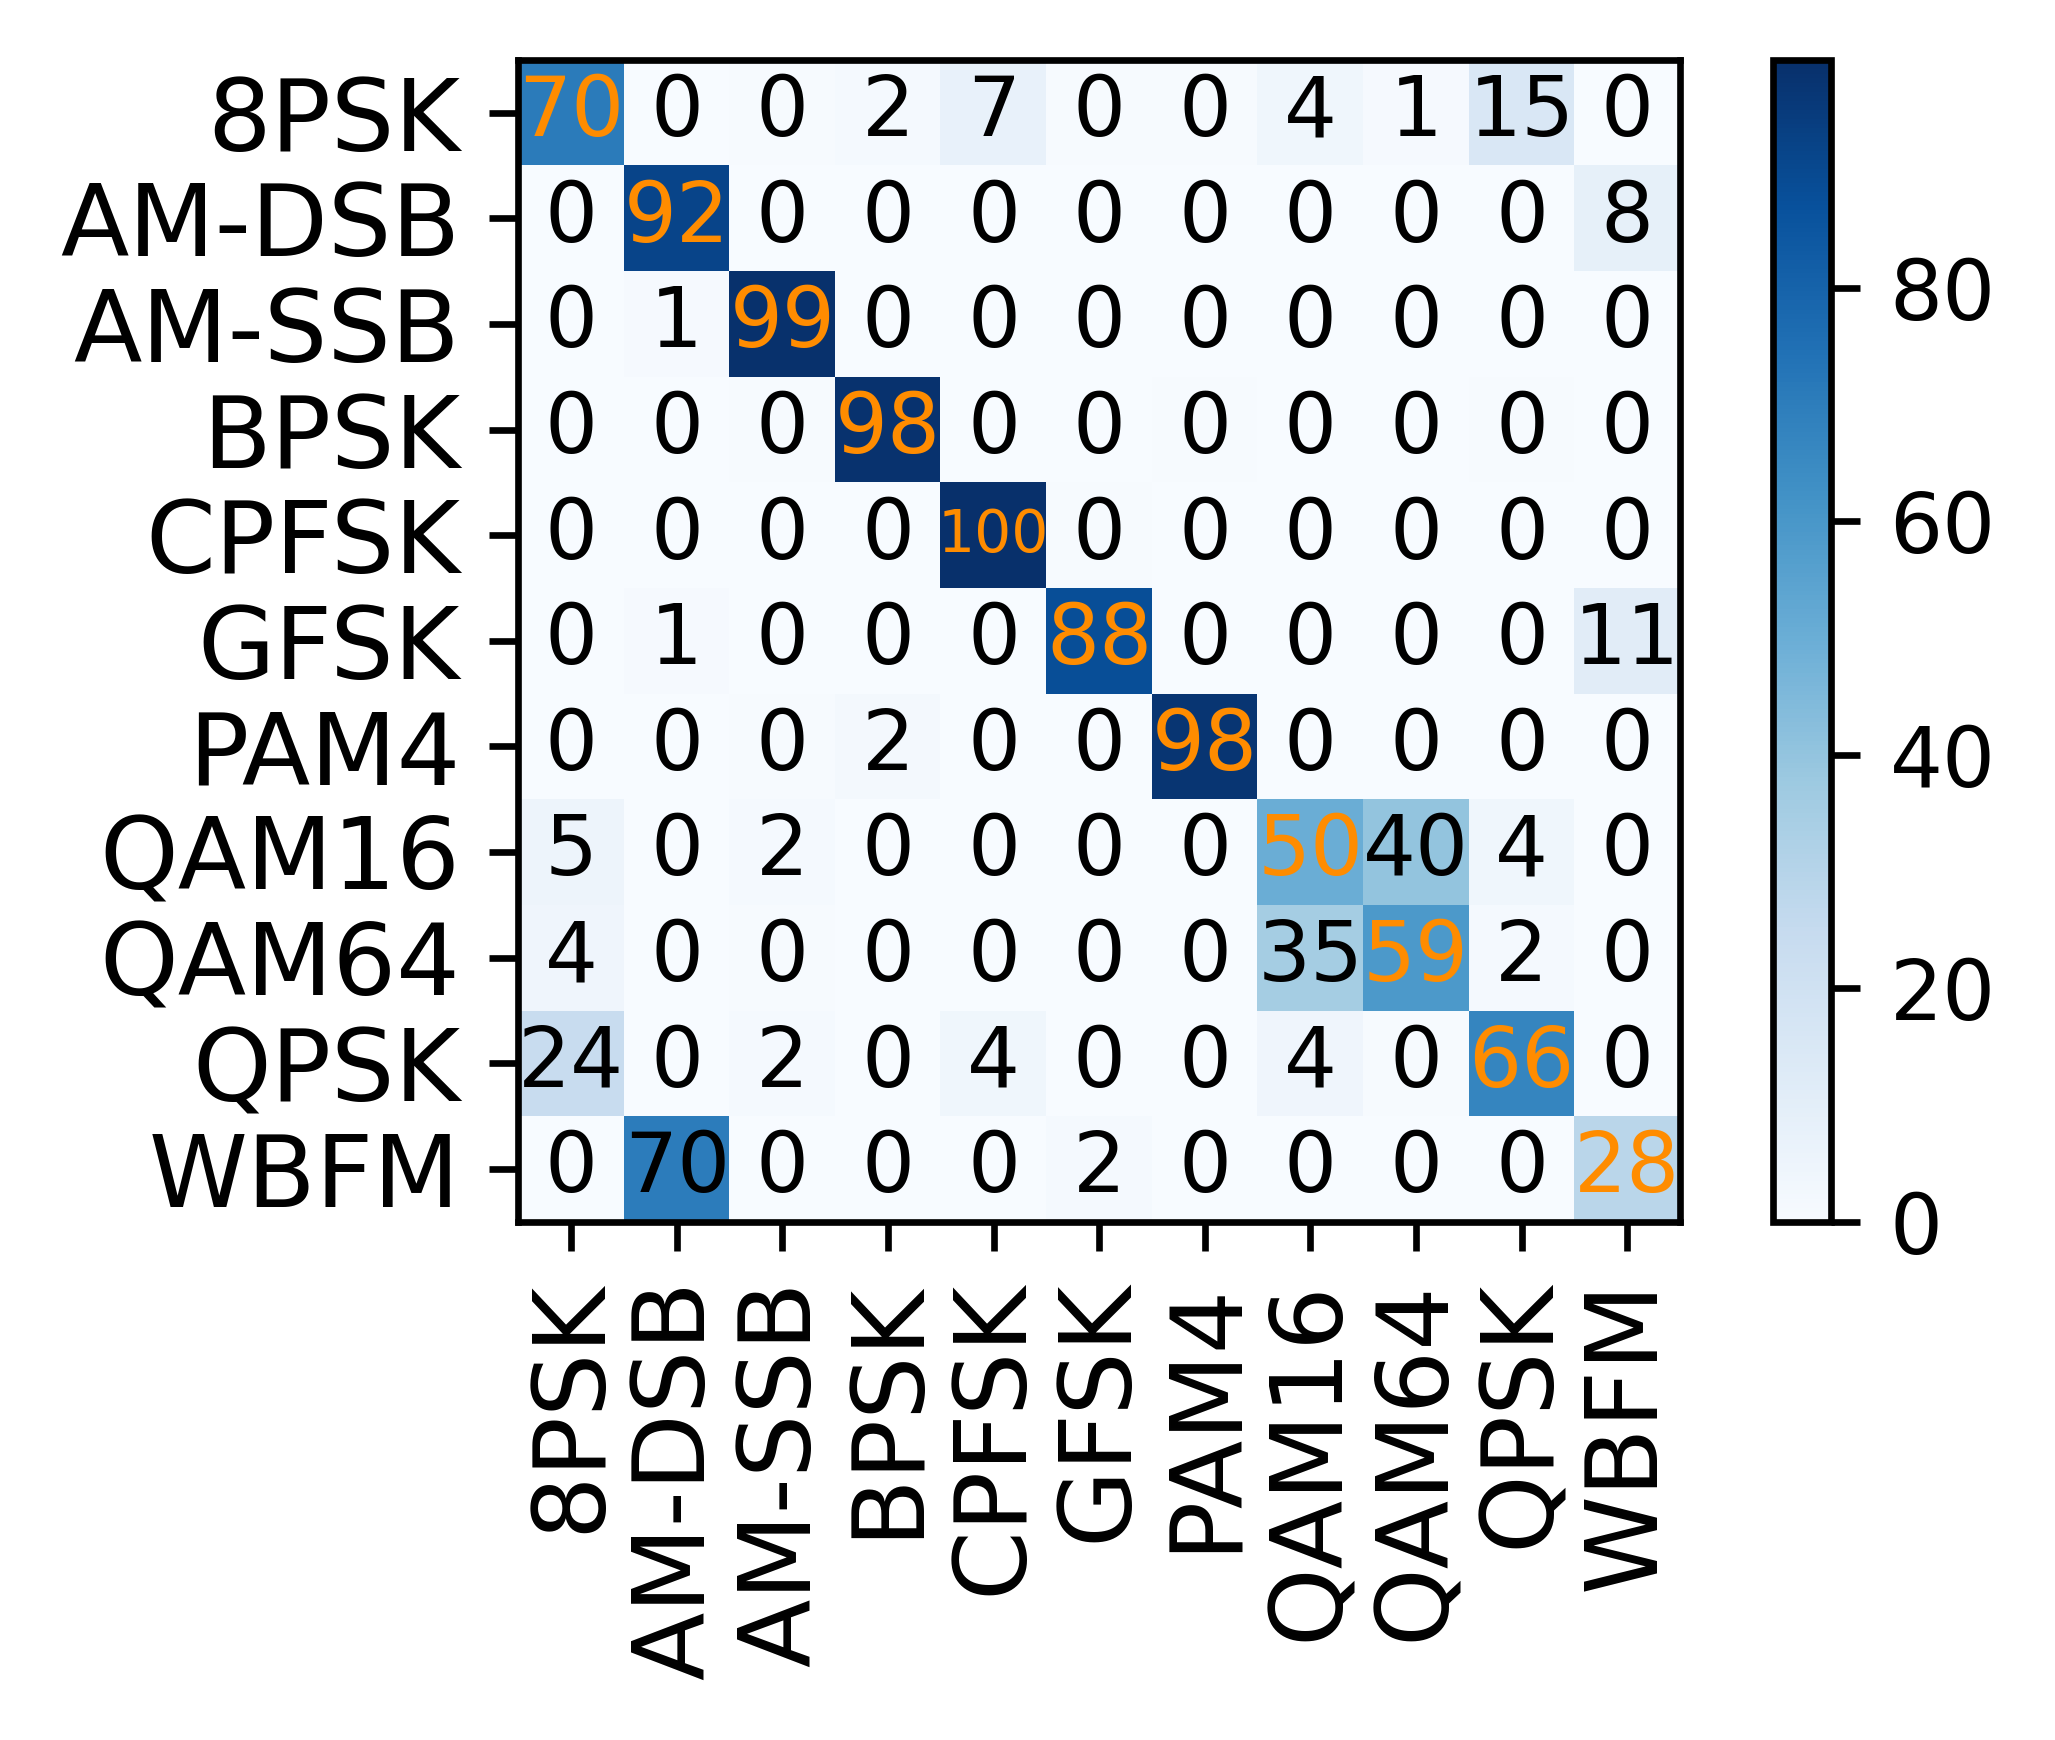 8PSK 70 0 0 2 7 0 0 4 1 15 0
AM-DSB 0 92 0 0 0 0 0 0 0 0 8
AM-SSB 0 1 99 0 0 0 0 0 0 0 0
BPSK 0 0 0 98 0 0 0 0 0 0 0
CPFSK 0 0 0 0 100 0 0 0 0 0 0
GFSK 0 1 0 0 0 88 0 0 0 0 11
PAM4 0 0 0 2 0 0 98 0 0 0 0
QAM16 5 0 2 0 0 0 0 50 40 4 0
QAM64 4 0 0 0 0 0 0 35 59 2 0
QPSK 24 0 2 0 4 0 0 4 0 66 0
WBFM 0 70 0 0 0 2 0 0 0 0 28
8PSK AM-DSB AM-SSB BPSK CPFSK GFSK PAM4 QAM16 QAM64 QPSK WBFM
80
60
40
20
0